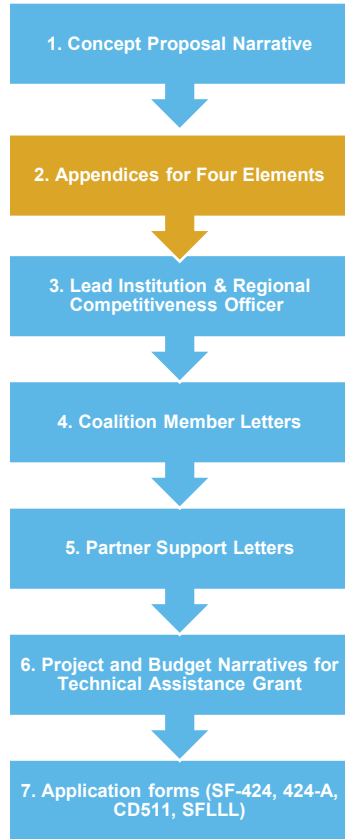 1. Concept Proposal Narrative
2. Appendices for Four Elements
3. Lead Institution & Regional
Competitiveness Officer
4. Coalition Member Letters
5. Partner Support Letters
6. Project and Budget Narratives for
Technical Assistance Grant
7. Application forms (SF-424, 424-A,
CD511, SFLLL)